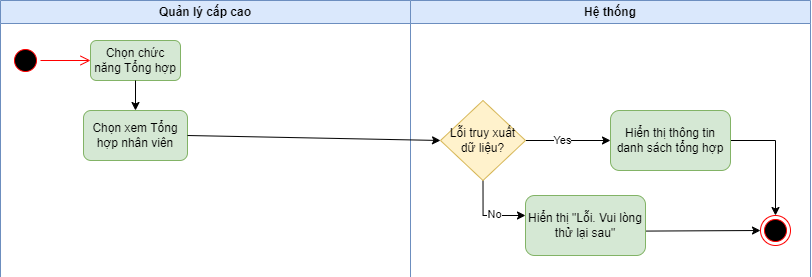 Quản lý cấp cao
Hệ thống
Chọn chức
năng Tổng hợp
Chọn xem Tổng
hợp nhân viên
Lỗi truy xuất
dữ liệu?
Yes
Hiển thị thông tin
danh sách tổng hợp
No
Hiển thị "Lỗi. Vui lòng
thử lại sau"